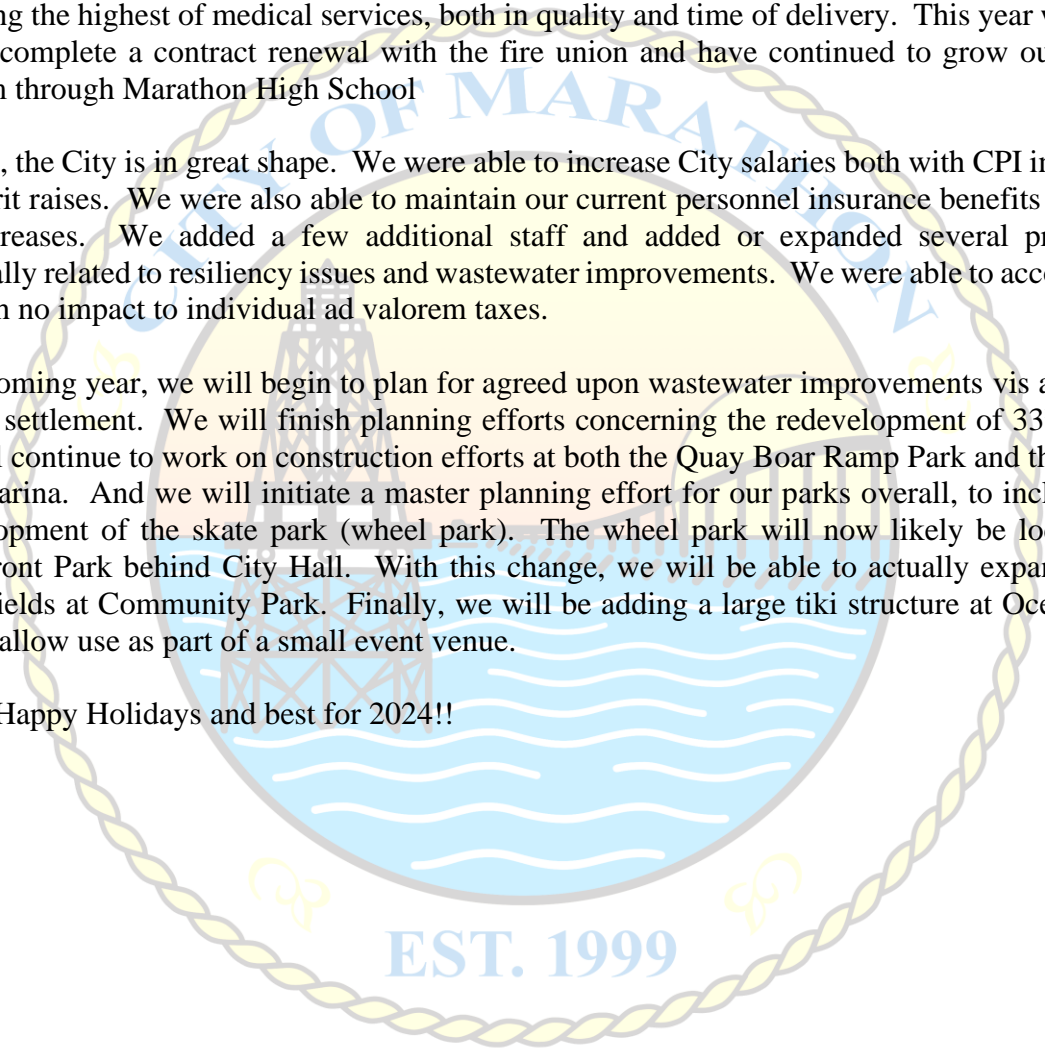 ng the highest of medical services, both in quality and time of delivery. This year w
complete a contract renewal with the fire union and have continued to grow ou
n through Marathon High School
, the City is in great shape. We were able to increase City salaries both with CPI in
rit raises. We were also able to maintain our current personnel insurance benefits
reases. We added a few additional staff and added or expanded several pr
ally related to resiliency issues and wastewater improvements. We were able to acco
n no impact to individual ad valorem taxes.
oming year, we will begin to plan for agreed upon wastewater improvements vis a
settlement. We will finish planning efforts concerning the redevelopment of 33
l continue to work on construction efforts at both the Quay Boar Ramp Park and th
arina. And we will initiate a master planning effort for our parks overall, to incl
opment of the skate park (wheel park). The wheel park will now likely be lo
ront Park behind City Hall. With this change, we will be able to actually expan
ields at Community Park. Finally, we will be adding a large tiki structure at Oce
allow use as part of a small event venue.
Happy Holidays and best for 2024!!
CITY OF MARATHON
EST. 1999